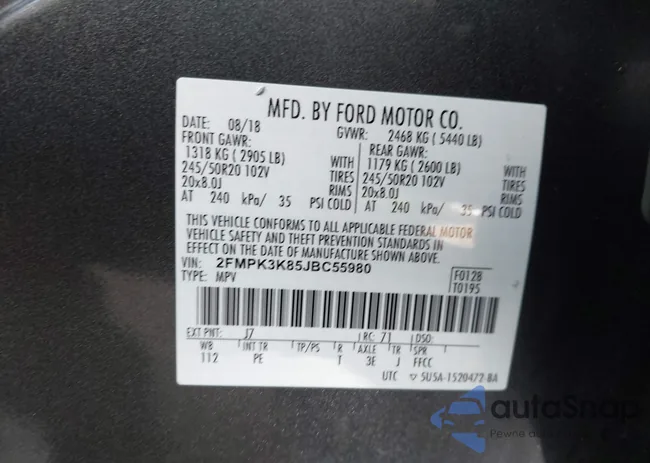 MFD. BY FORD MOTOR CO.
DATE: 08/18 GVWR: 2468 KG ( 5440 LB)
FRONT GAWR: REAR GAWR:
1318 KG ( 2905 LB) WITH 1179 KG ( 2600 LB) WITH
245/50R20 102V TIRES 245/50R20 102V TIRES
20x8.0J RIMS 20x8.0J RIMS
AT 240 kPa/ 35 PSI COLD AT 240 kPa/ 35 PSI COLD
THIS VEHICLE CONFORMS TO ALL APPLICABLE FEDERAL MOTOR
VEHICLE SAFETY AND THEFT PREVENTION STANDARDS IN
EFFECT ON THE DATE OF MANUFACTURE SHOWN ABOVE.
VIN: 2FMPK3K85JBC55980 F0128
TYPE: MPV T0195
EXT PNT: J7 RC: 71 DSO:
WB INT TR TP/PS R AXLE TR SPR
112 PE T 3E J FFCC
UTC ▽ 5U5A-1520472-BA
autoSnap
Pewne